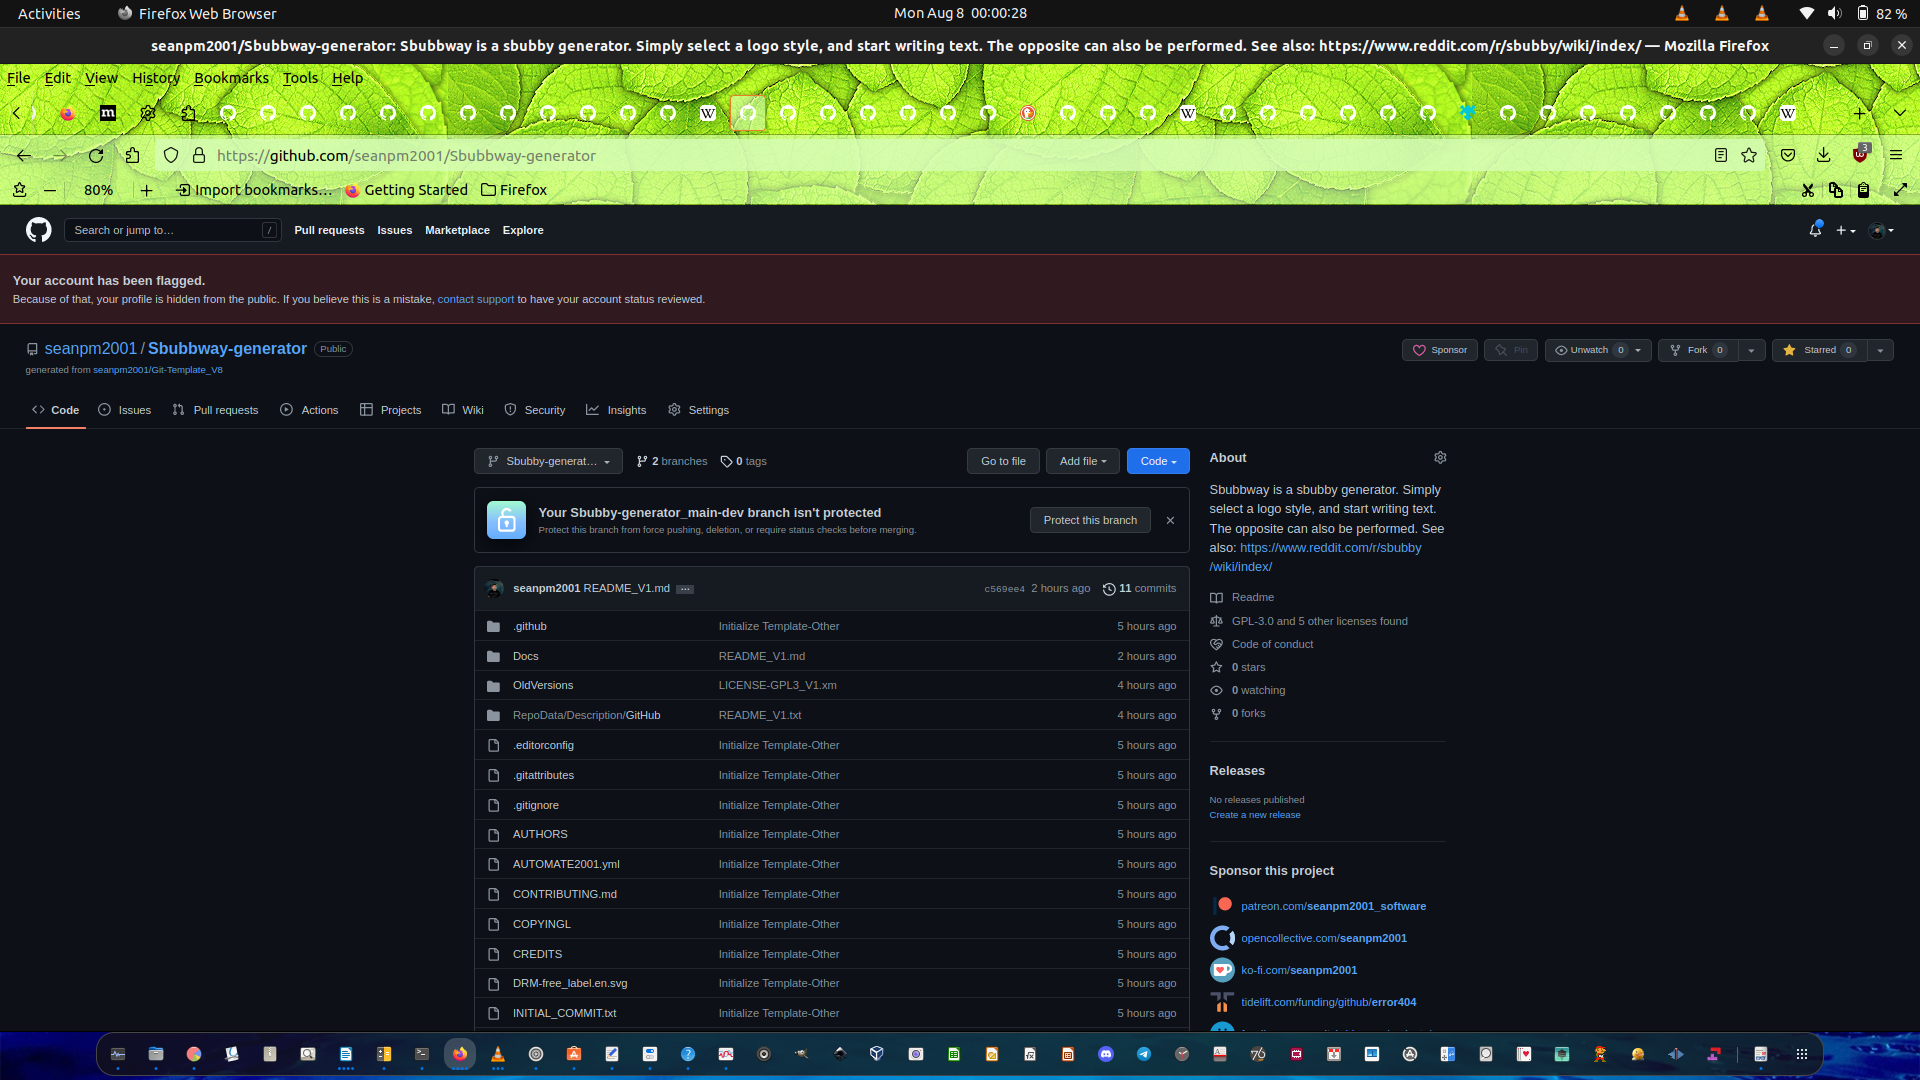 Activities
Firefox Web Browser
Mon Aug 8 00:00:28
82 %
seanpm2001/Sbubbway-generator: Sbubbway is a sbubby generator. Simply select a logo style, and start writing text. The opposite can also be performed. See also: https://www.reddit.com/r/sbubby/wiki/index/ — Mozilla Firefox
File Edit View History Bookmarks Tools Help
https://github.com/seanpm2001/Sbubbway-generator
3
80%
Import bookmarks...
Getting Started
Firefox
Search or jump to...
/
Pull requests
Issues
Marketplace
Explore
Your account has been flagged.
Because of that, your profile is hidden from the public. If you believe this is a mistake, contact support to have your account status reviewed.
seanpm2001 / Sbubbway-generator
Public
generated from seanpm2001/Git-Template_V8
Sponsor
Pin
Unwatch 0
Fork 0
Starred 0
Code
Issues
Pull requests
Actions
Projects
Wiki
Security
Insights
Settings
Sbubby-generat...
2 branches
0 tags
Go to file
Add file
Code
Your Sbubby-generator_main-dev branch isn't protected
Protect this branch from force pushing, deletion, or require status checks before merging.
Protect this branch
seanpm2001 README_V1.md
c569ee4 2 hours ago
11 commits
.github Initialize Template-Other 5 hours ago
Docs README_V1.md 2 hours ago
OldVersions LICENSE-GPL3_V1.xm 4 hours ago
RepoData/Description/GitHub README_V1.txt 4 hours ago
.editorconfig Initialize Template-Other 5 hours ago
.gitattributes Initialize Template-Other 5 hours ago
.gitignore Initialize Template-Other 5 hours ago
AUTHORS Initialize Template-Other 5 hours ago
AUTOMATE2001.yml Initialize Template-Other 5 hours ago
CONTRIBUTING.md Initialize Template-Other 5 hours ago
COPYINGL Initialize Template-Other 5 hours ago
CREDITS Initialize Template-Other 5 hours ago
DRM-free_label.en.svg Initialize Template-Other 5 hours ago
INITIAL_COMMIT.txt Initialize Template-Other 5 hours ago
About
Sbubbway is a sbubby generator. Simply
select a logo style, and start writing text.
The opposite can also be performed. See
also: https://www.reddit.com/r/sbubby
/wiki/index/
Readme
GPL-3.0 and 5 other licenses found
Code of conduct
0 stars
0 watching
0 forks
Releases
No releases published
Create a new release
Sponsor this project
patreon.com/seanpm2001_software
opencollective.com/seanpm2001
ko-fi.com/seanpm2001
tidelift.com/funding/github/error404